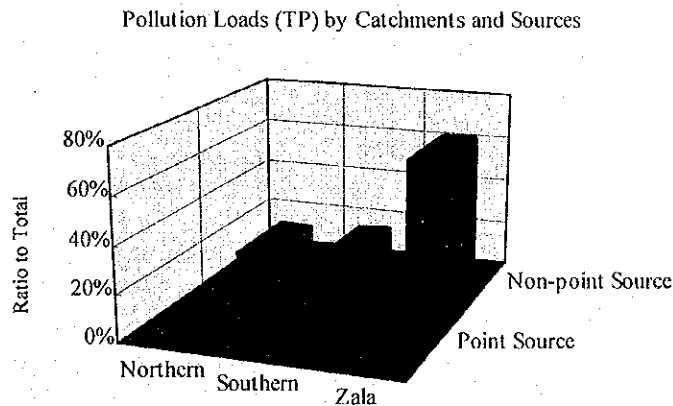 Pollution Loads (TP) by Catchments and Sources
80%
60%
40%
20%
0%
Ratio to Total
Northern
Southern
Zala
Point Source
Non-point Source